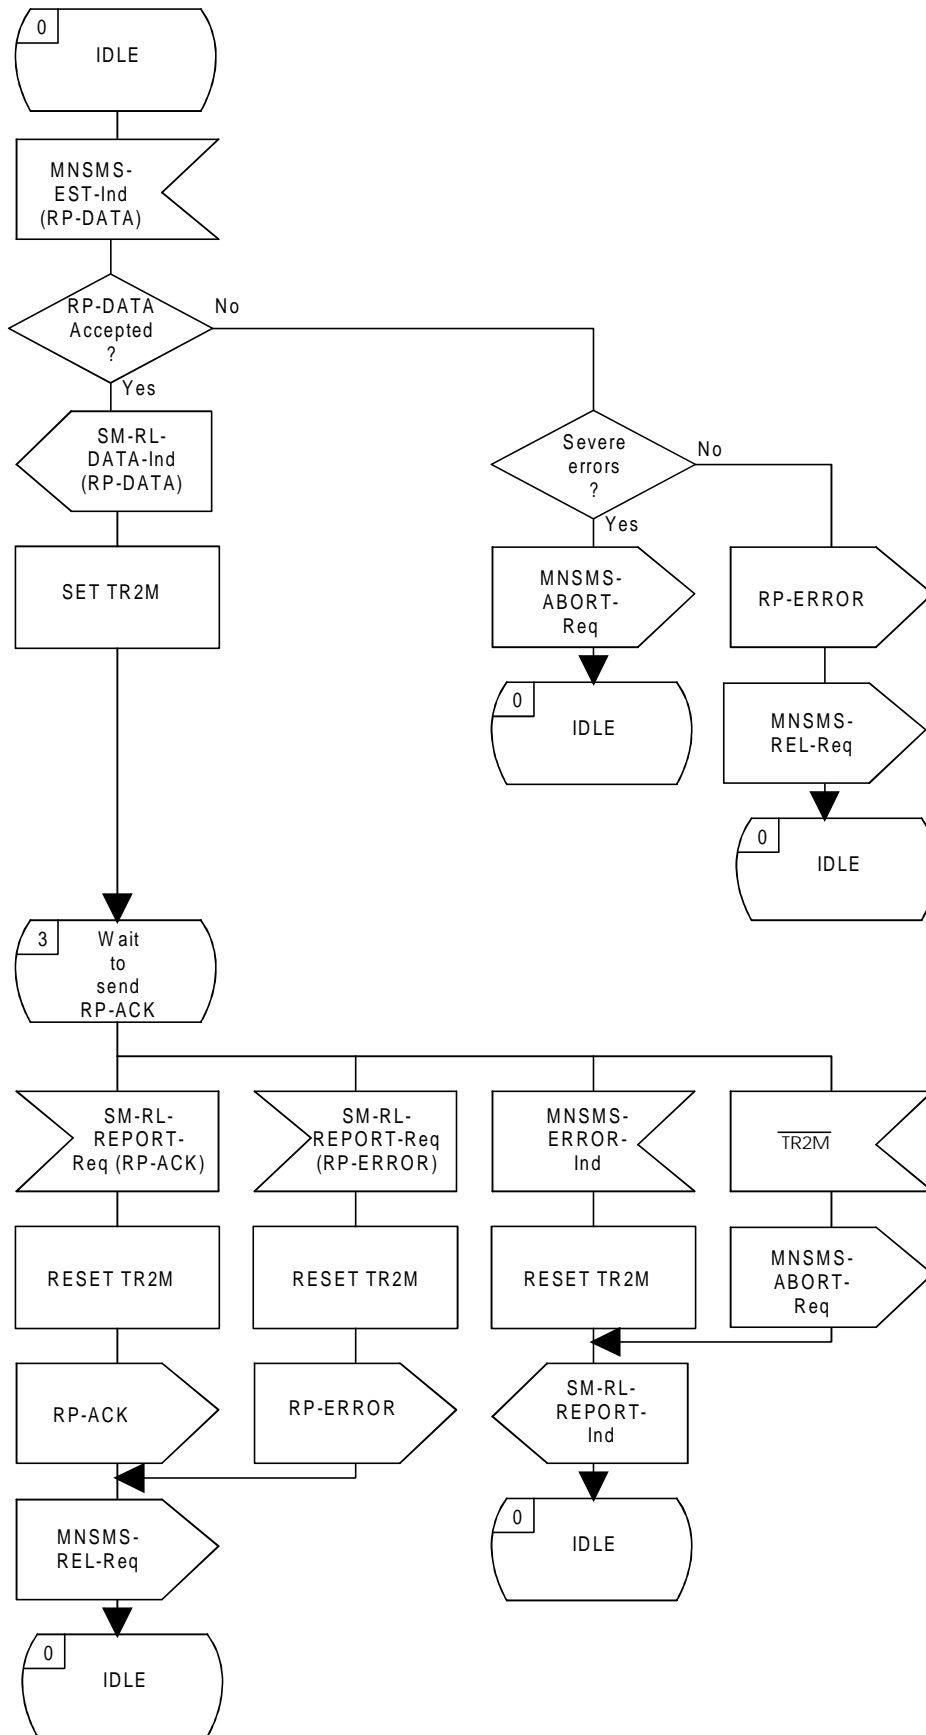 0
IDLE
MNSMS-
EST-Ind
(RP-DATA)
RP-DATA
Accepted
?
No
Yes
SM-RL-
DATA-Ind
(RP-DATA)
Severe
errors
?
No
Yes
SET TR2M
MNSMS-
ABORT-
Req
RP-ERROR
0
IDLE
MNSMS-
REL-Req
0
IDLE
3
Wait
to
send
RP-ACK
SM-RL-
REPORT-
Req (RP-ACK)
SM-RL-
REPORT-Req
(RP-ERROR)
MNSMS-
ERROR-
Ind
TR2M
RESET TR2M
RESET TR2M
RESET TR2M
MNSMS-
ABORT-
Req
RP-ACK
RP-ERROR
SM-RL-
REPORT-
Ind
MNSMS-
REL-Req
0
IDLE
0
IDLE